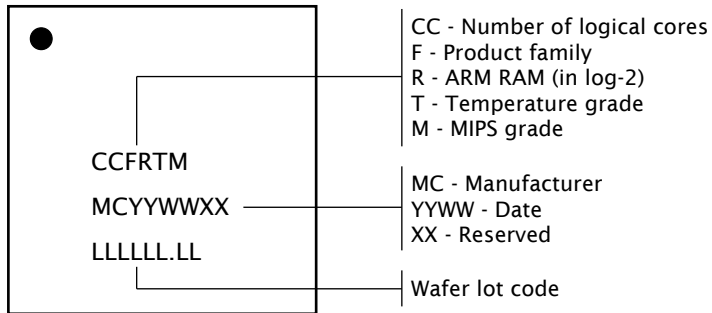 CCFRTM
MCYYWWXX
LLLLLL.LL
CC - Number of logical cores
F - Product family
R - ARM RAM (in log-2)
T - Temperature grade
M - MIPS grade
MC - Manufacturer
YYWW - Date
XX - Reserved
Wafer lot code